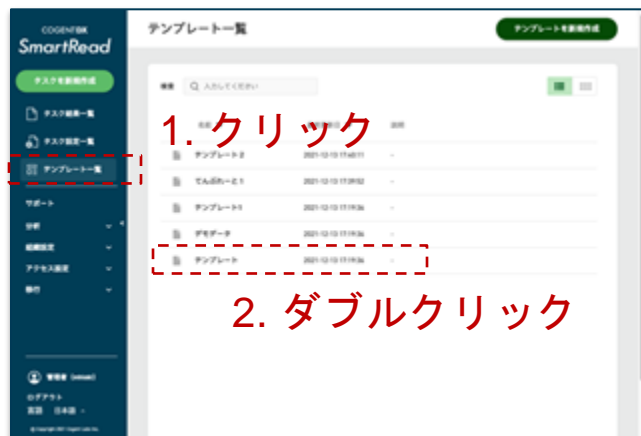 COGENT
SmartRead
テンプレート一覧
テンプレートを新規作成
タスクを新規作成
検索 入力してください
タスク結果一覧
タスク設定一覧
テンプレート一覧
1. クリック
名前
説明
テンプレート2 2021-12-13 17:40:11 -
てんぷれーと1 2021-12-13 17:39:02 -
テンプレート1 2021-12-13 17:19:36 -
デモデータ 2021-12-13 17:19:36 -
テンプレート 2021-12-13 17:19:36 -
2. ダブルクリック
サポート
分析
組織設定
アクセス設定
移行
管理者
ログアウト
言語 日本語